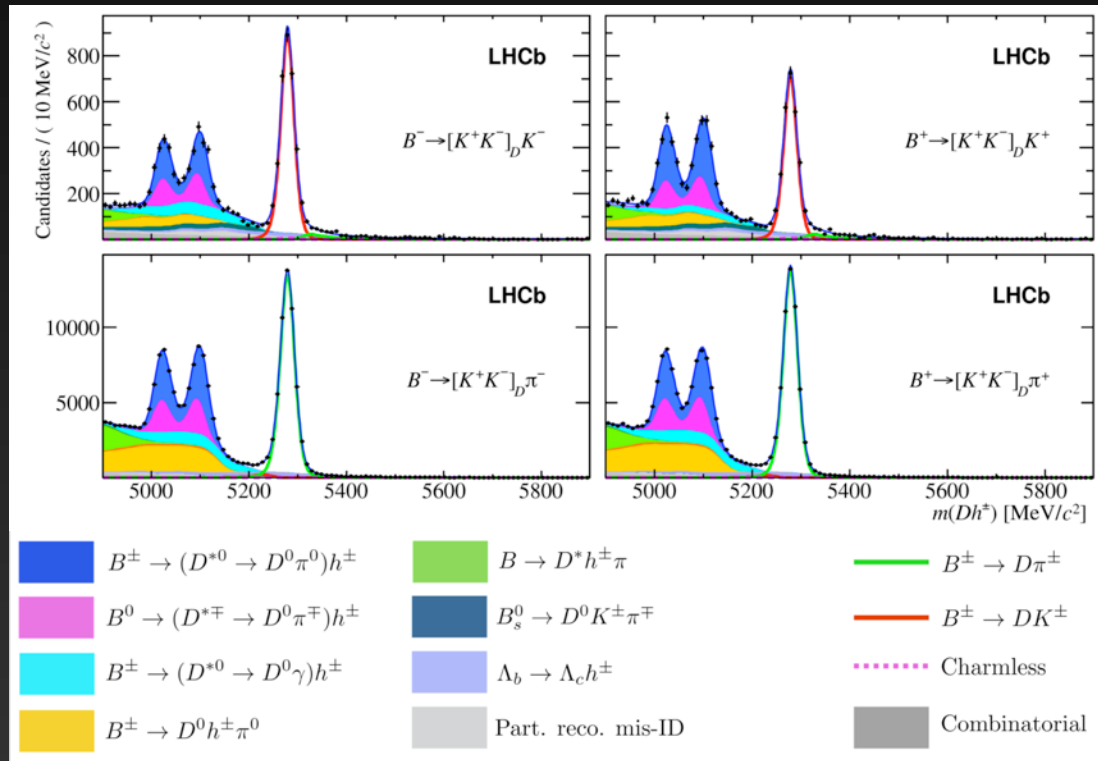 Candidates / ( 10 MeV/c² )
800
600
400
200
LHCb
B⁻→[K⁺K⁻]_D K⁻
LHCb
B⁺→[K⁺K⁻]_D K⁺
10000
5000
LHCb
B⁻→[K⁺K⁻]_D π⁻
LHCb
B⁺→[K⁺K⁻]_D π⁺
5000 5200 5400 5600 5800
5000 5200 5400 5600 5800
m(Dh^±) [MeV/c²]
B^± → (D^{*0} → D⁰π⁰)h^±
B⁰ → (D^{*∓} → D⁰π^∓)h^±
B^± → (D^{*0} → D⁰γ)h^±
B^± → D⁰h^±π⁰
B → D^*h^±π
B_s⁰ → D⁰K^±π^∓
Λ_b → Λ_c h^±
Part. reco. mis-ID
B^± → Dπ^±
B^± → DK^±
Charmless
Combinatorial